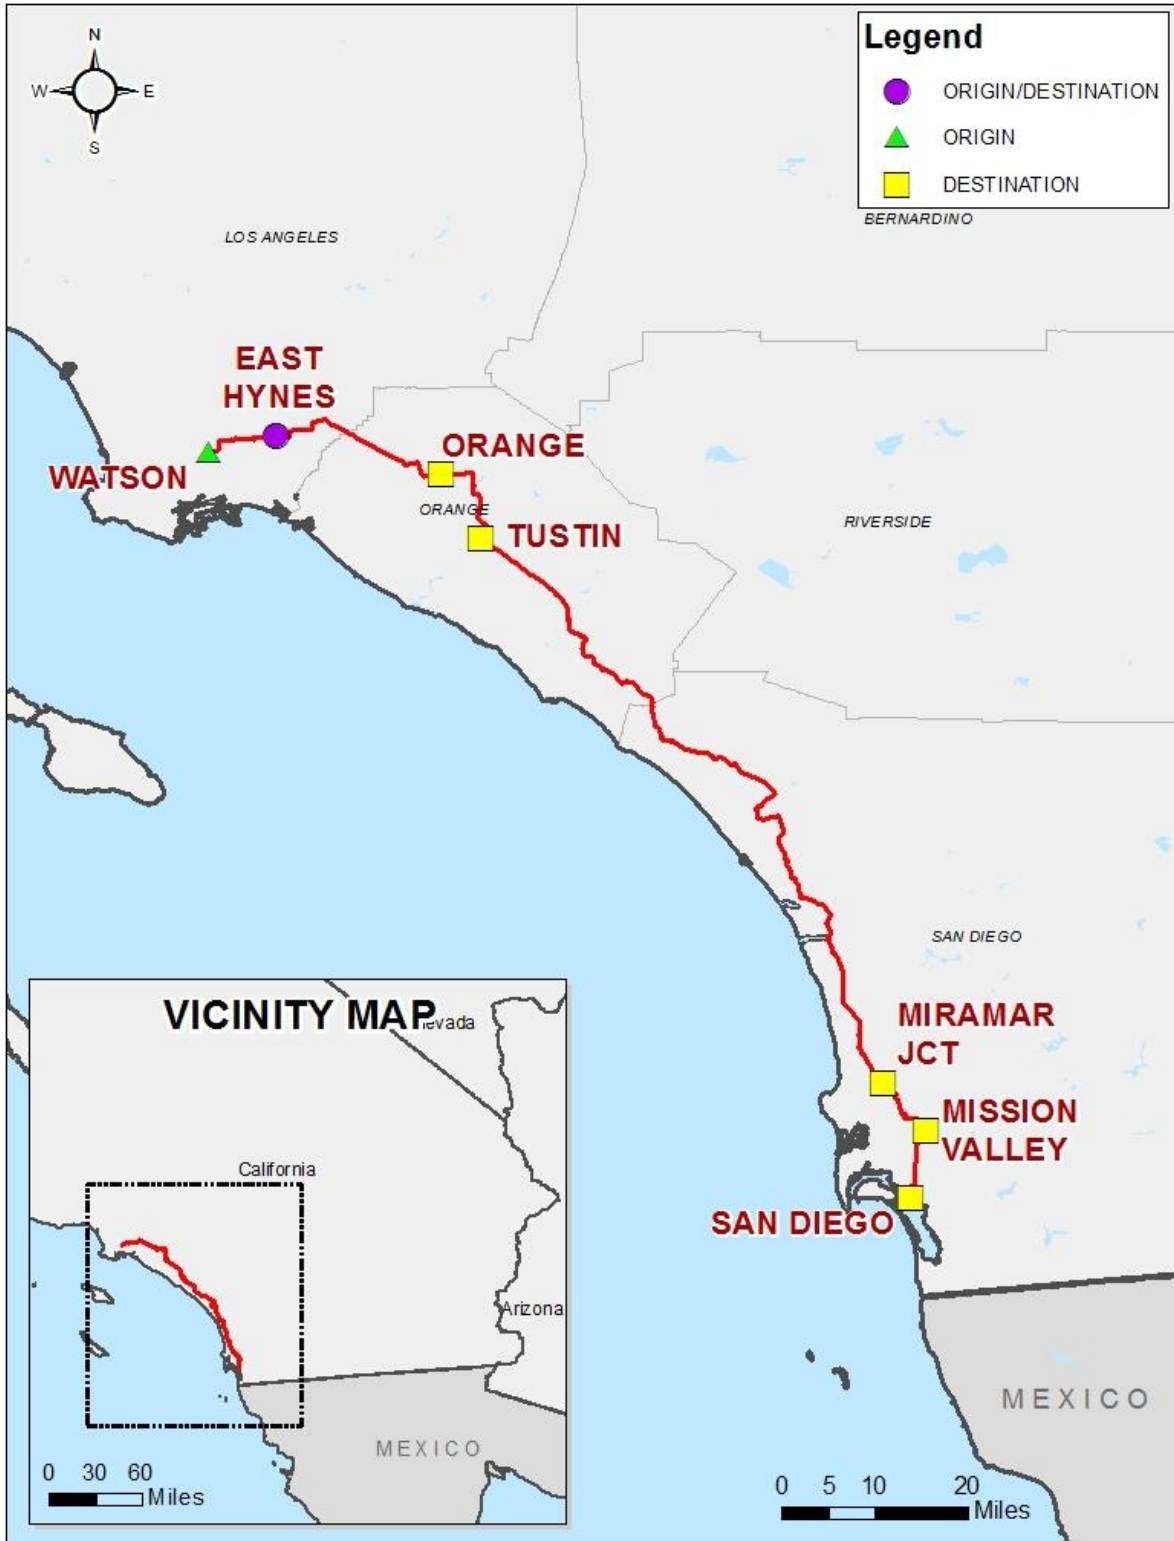 N
W E
S
Legend
ORIGIN/DESTINATION
ORIGIN
DESTINATION
BERNARDINO
LOS ANGELES
EAST
HYNES
WATSON
ORANGE
ORANGE
TUSTIN
RIVERSIDE
SAN DIEGO
MIRAMAR
JCT
MISSION
VALLEY
SAN DIEGO
MEXICO
0 5 10 20
Miles
VICINITY MAP
evada
California
Arizona
MEXICO
0 30 60
Miles